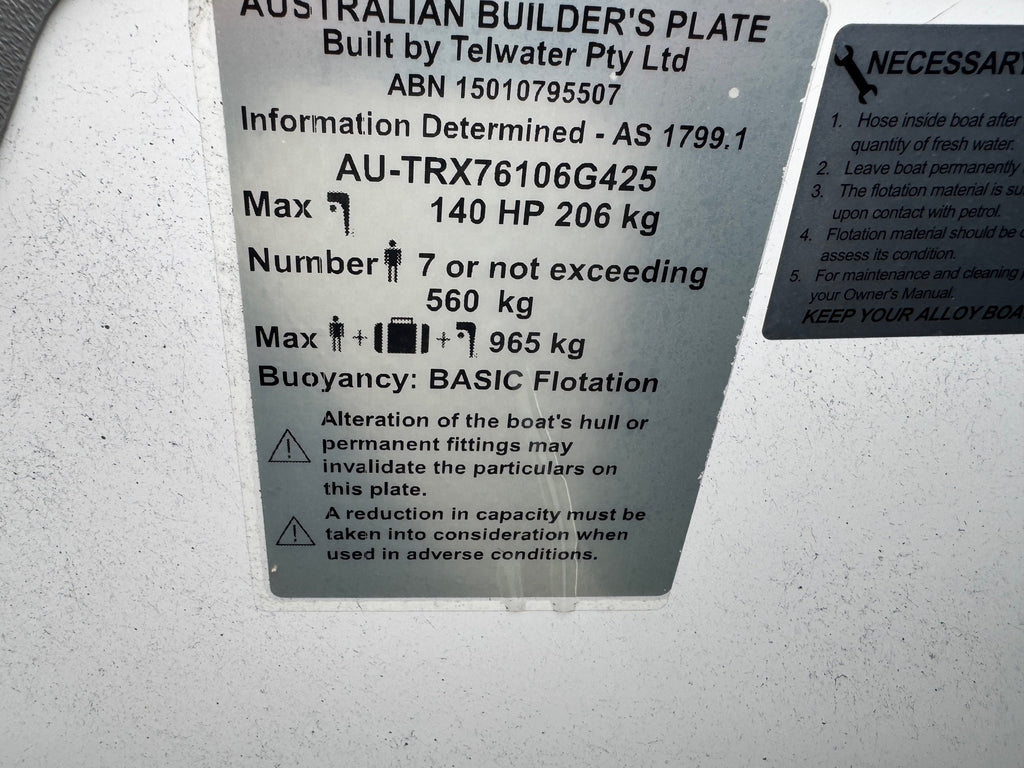 AUSTRALIAN BUILDER'S PLATE
Built by Telwater Pty Ltd
ABN 15010795507
Information Determined - AS 1799.1
AU-TRX76106G425
Max 140 HP 206 kg
Number 7 or not exceeding
560 kg
Max + + 965 kg
Buoyancy: BASIC Flotation
Alteration of the boat's hull or
permanent fittings may
invalidate the particulars on
this plate.
A reduction in capacity must be
taken into consideration when
used in adverse conditions.
NECESSARY
1. Hose inside boat after
quantity of fresh water.
2. Leave boat permanently
3. The flotation material is
upon contact with petrol.
4. Flotation material should be
assess its condition.
5. For maintenance and cleaning
your Owner's Manual.
KEEP YOUR ALLOY